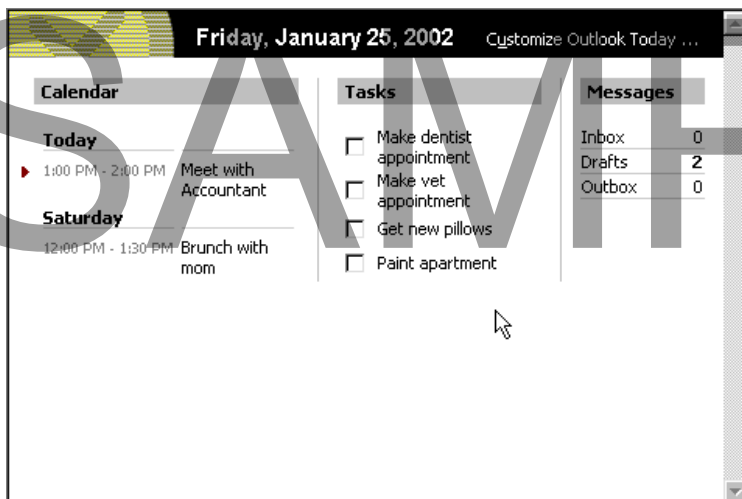 Friday, January 25, 2002 Customize Outlook Today ...
Calendar
Today
1:00 PM - 2:00 PM Meet with
Accountant
Saturday
12:00 PM - 1:30 PM Brunch with
mom
Tasks
Make dentist
appointment
Make vet
appointment
Get new pillows
Paint apartment
Messages
Inbox 0
Drafts 2
Outbox 0